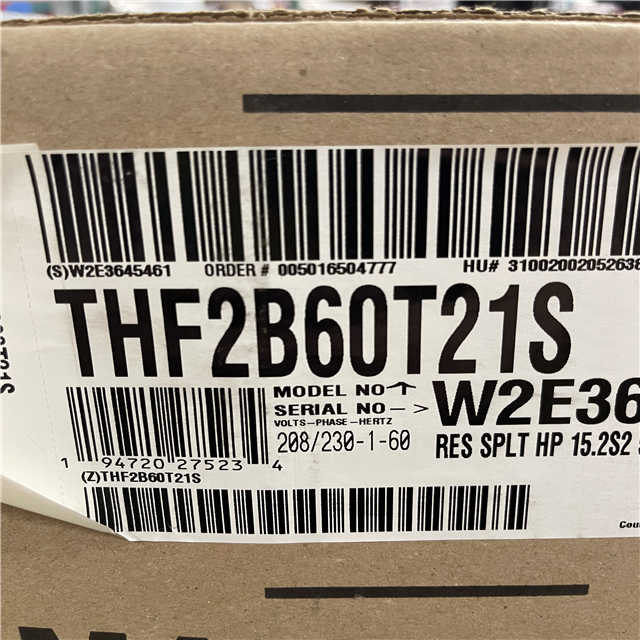 (S)W2E3645461 ORDER # 005016504777 HU# 31002002052638
THF2B60T21S
MODEL NO ↑
SERIAL NO -> W2E36
VOLTS-PHASE-HERTZ
208/230-1-60 RES SPLT HP 15.2S2
1 94720 27523 4
(Z)THF2B60T21S